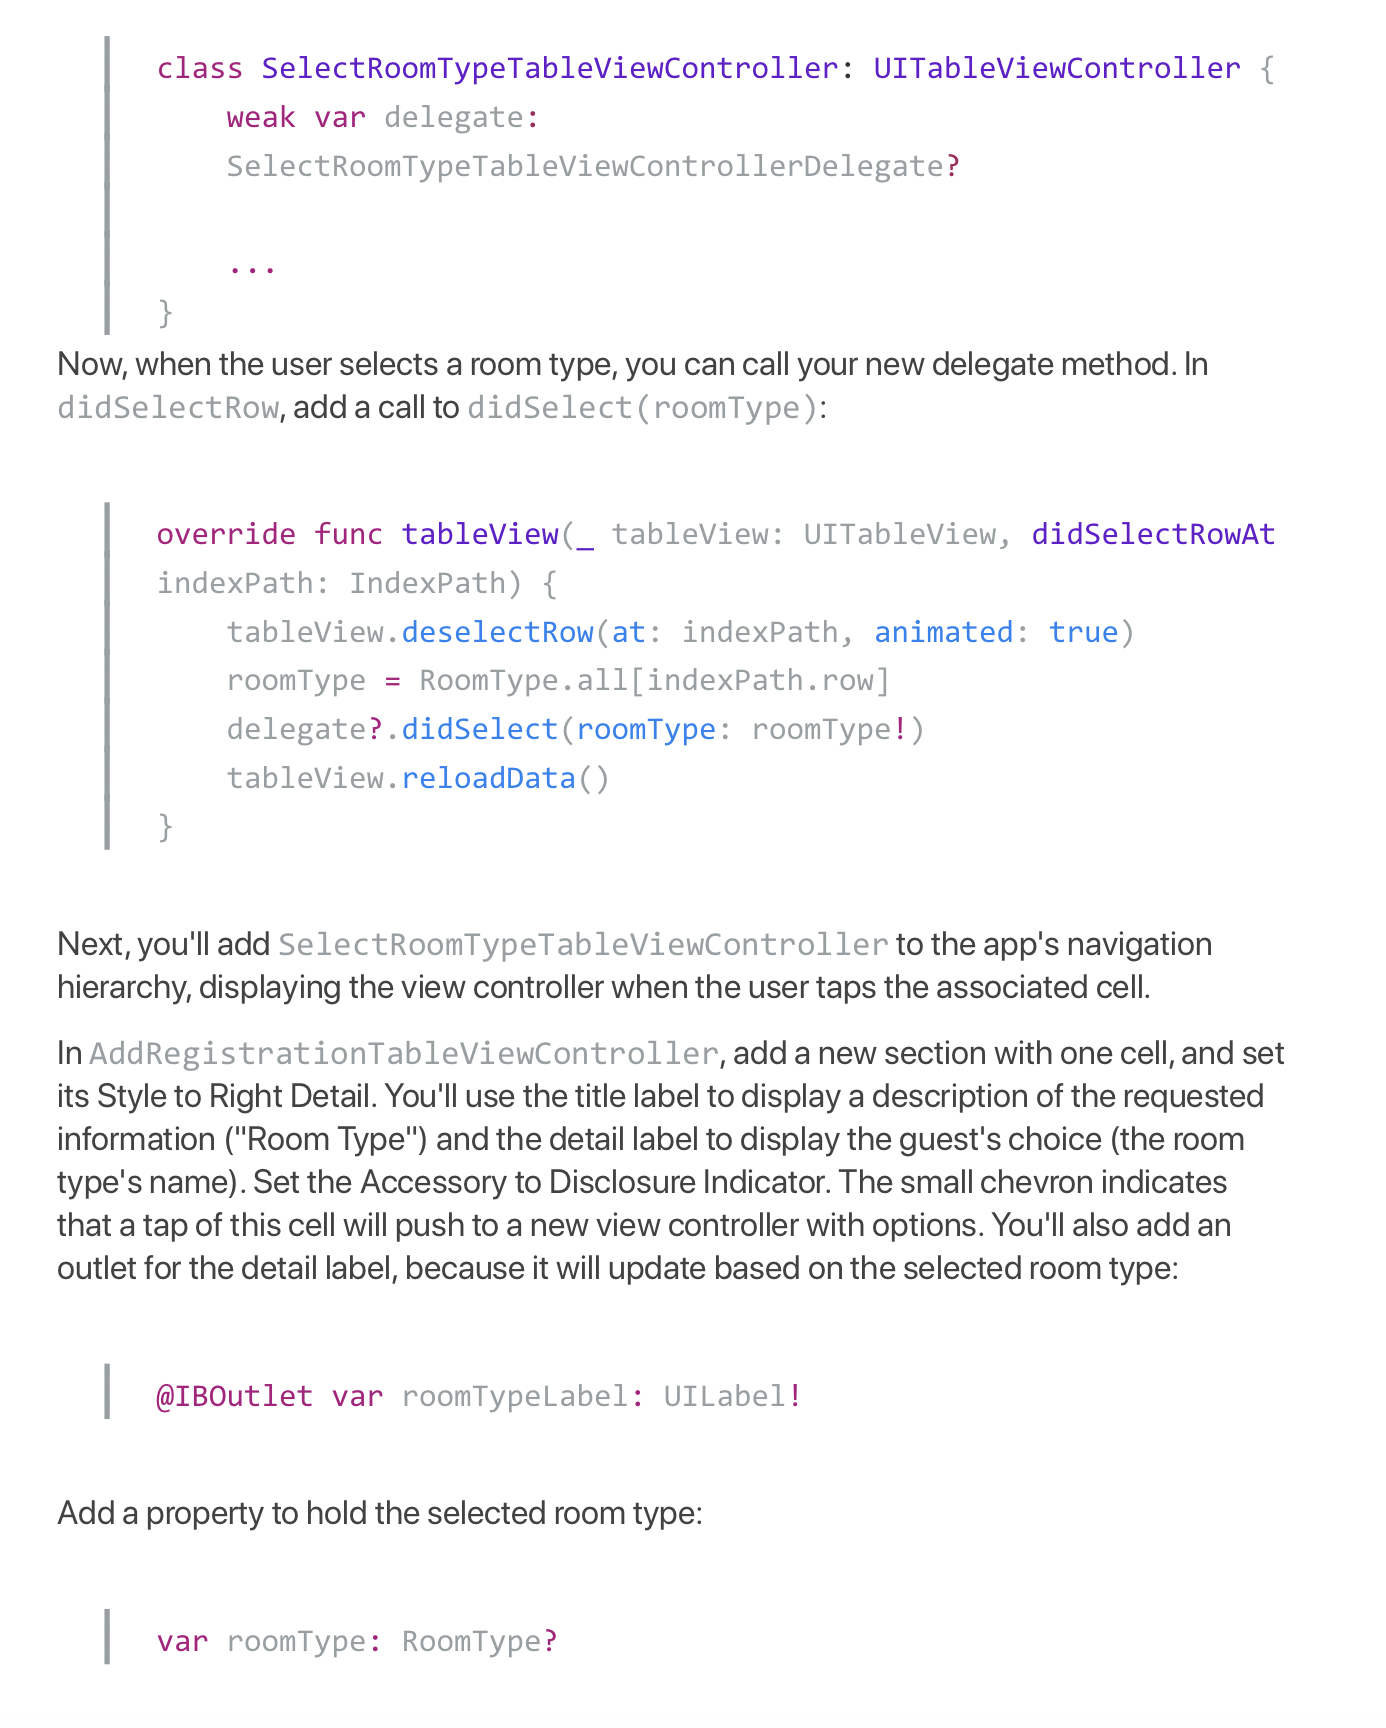 class SelectRoomTypeTableViewController: UITableViewController {
    weak var delegate:
    SelectRoomTypeTableViewControllerDelegate?

    ...
}
Now, when the user selects a room type, you can call your new delegate method. In
didSelectRow, add a call to didSelect(roomType):

override func tableView(_ tableView: UITableView, didSelectRowAt
indexPath: IndexPath) {
    tableView.deselectRow(at: indexPath, animated: true)
    roomType = RoomType.all[indexPath.row]
    delegate?.didSelect(roomType: roomType!)
    tableView.reloadData()
}

Next, you'll add SelectRoomTypeTableViewController to the app's navigation
hierarchy, displaying the view controller when the user taps the associated cell.

In AddRegistrationTableViewController, add a new section with one cell, and set
its Style to Right Detail. You'll use the title label to display a description of the requested
information ("Room Type") and the detail label to display the guest's choice (the room
type's name). Set the Accessory to Disclosure Indicator. The small chevron indicates
that a tap of this cell will push to a new view controller with options. You'll also add an
outlet for the detail label, because it will update based on the selected room type:

@IBOutlet var roomTypeLabel: UILabel!

Add a property to hold the selected room type:

var roomType: RoomType?